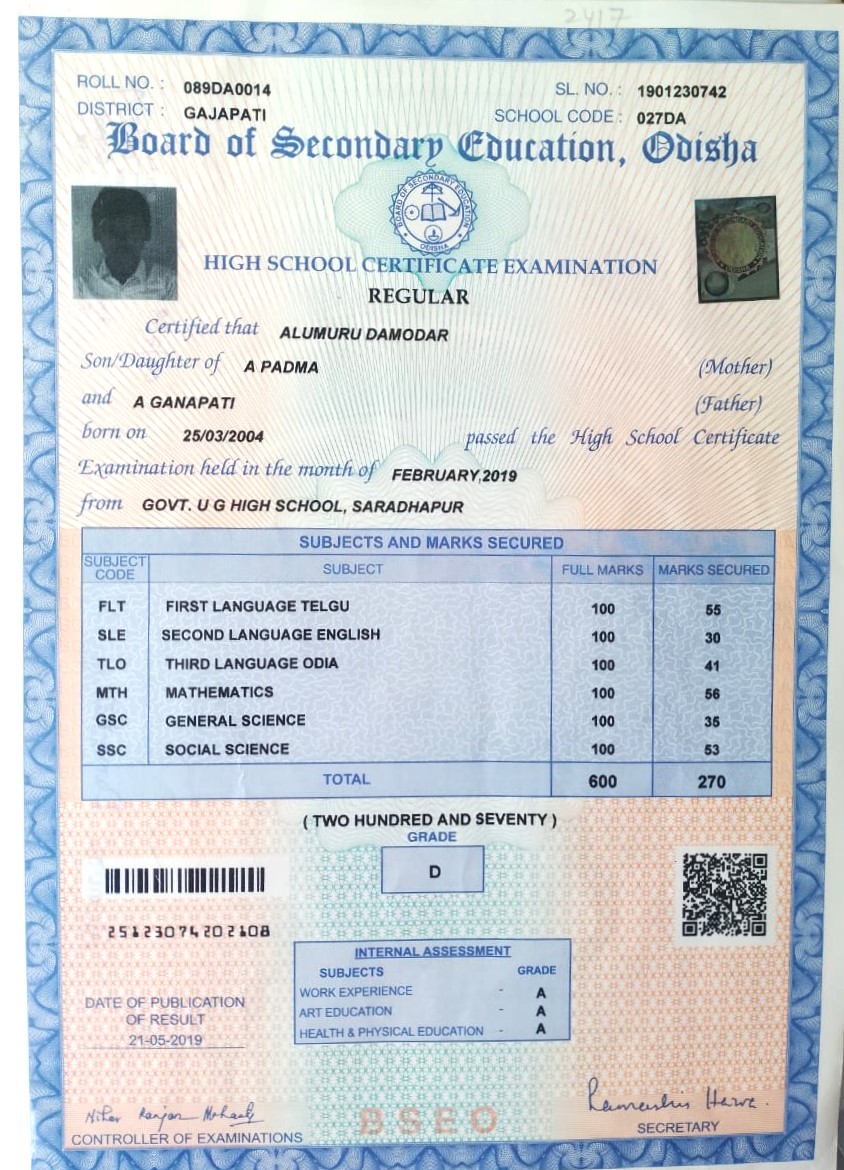 2417
ROLL NO. : 089DA0014 SL. NO. : 1901230742
DISTRICT : GAJAPATI SCHOOL CODE : 027DA
Board of Secondary Education, Odisha
BOARD OF SECONDARY EDUCATION
ODISHA
HIGH SCHOOL CERTIFICATE EXAMINATION
REGULAR
Certified that ALUMURU DAMODAR
Son/Daughter of A PADMA (Mother)
and A GANAPATI (Father)
born on 25/03/2004 passed the High School Certificate
Examination held in the month of FEBRUARY,2019
from GOVT. U G HIGH SCHOOL, SARADHAPUR
SUBJECTS AND MARKS SECURED
SUBJECT CODE SUBJECT FULL MARKS MARKS SECURED
FLT FIRST LANGUAGE TELGU 100 55
SLE SECOND LANGUAGE ENGLISH 100 30
TLO THIRD LANGUAGE ODIA 100 41
MTH MATHEMATICS 100 56
GSC GENERAL SCIENCE 100 35
SSC SOCIAL SCIENCE 100 53
TOTAL 600 270
( TWO HUNDRED AND SEVENTY )
GRADE
D
25123074202108
INTERNAL ASSESSMENT
SUBJECTS GRADE
WORK EXPERIENCE - A
ART EDUCATION - A
HEALTH & PHYSICAL EDUCATION - A
DATE OF PUBLICATION
OF RESULT
21-05-2019
Nihar Ranjan Mohanty
CONTROLLER OF EXAMINATIONS
BSEO
SECRETARY